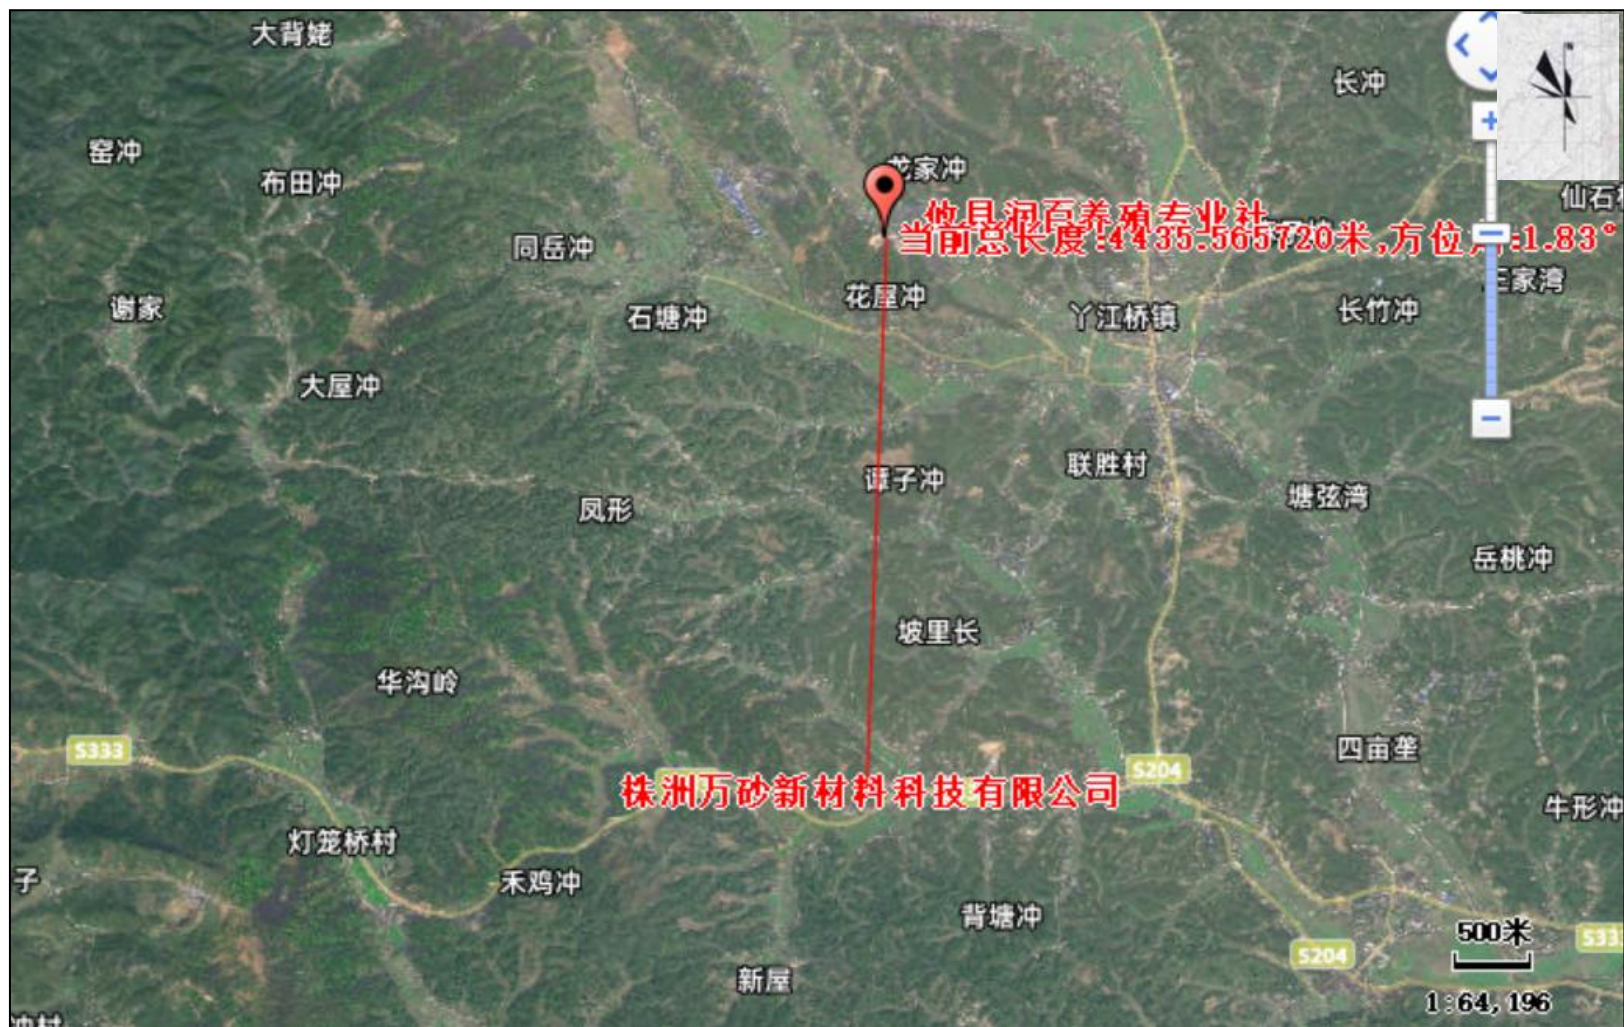 大背姥
长冲
窑冲
龙家冲
布田冲
攸县润百养殖专业社
当前总长度:4435.565720米,方位
:1.83°
同岳冲
王家湾
花屋冲
谢家
石塘冲
丫江桥镇
长竹冲
大屋冲
联胜村
谭子冲
塘弦湾
凤形
岳桃冲
坡里长
华沟岭
S333
四亩垄
S204
株洲万砂新材料科技有限公司
牛形冲
灯笼桥村
子
禾鸡冲
背塘冲
500米
S33
S204
新屋
1:64,196